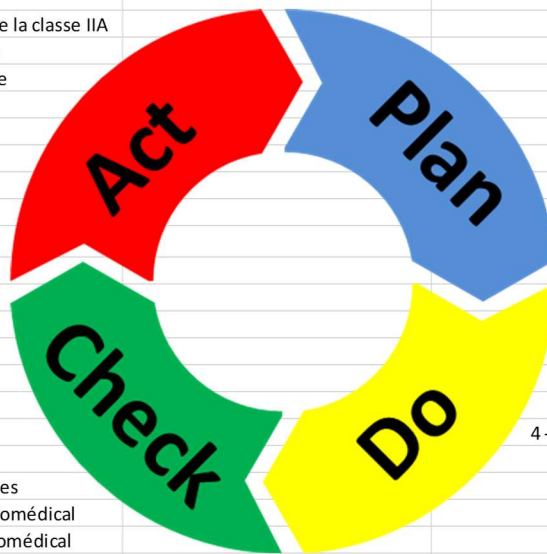 e la classe IIA
e
Act
Plan
Check
Do
4 -
es
omédical
omédical